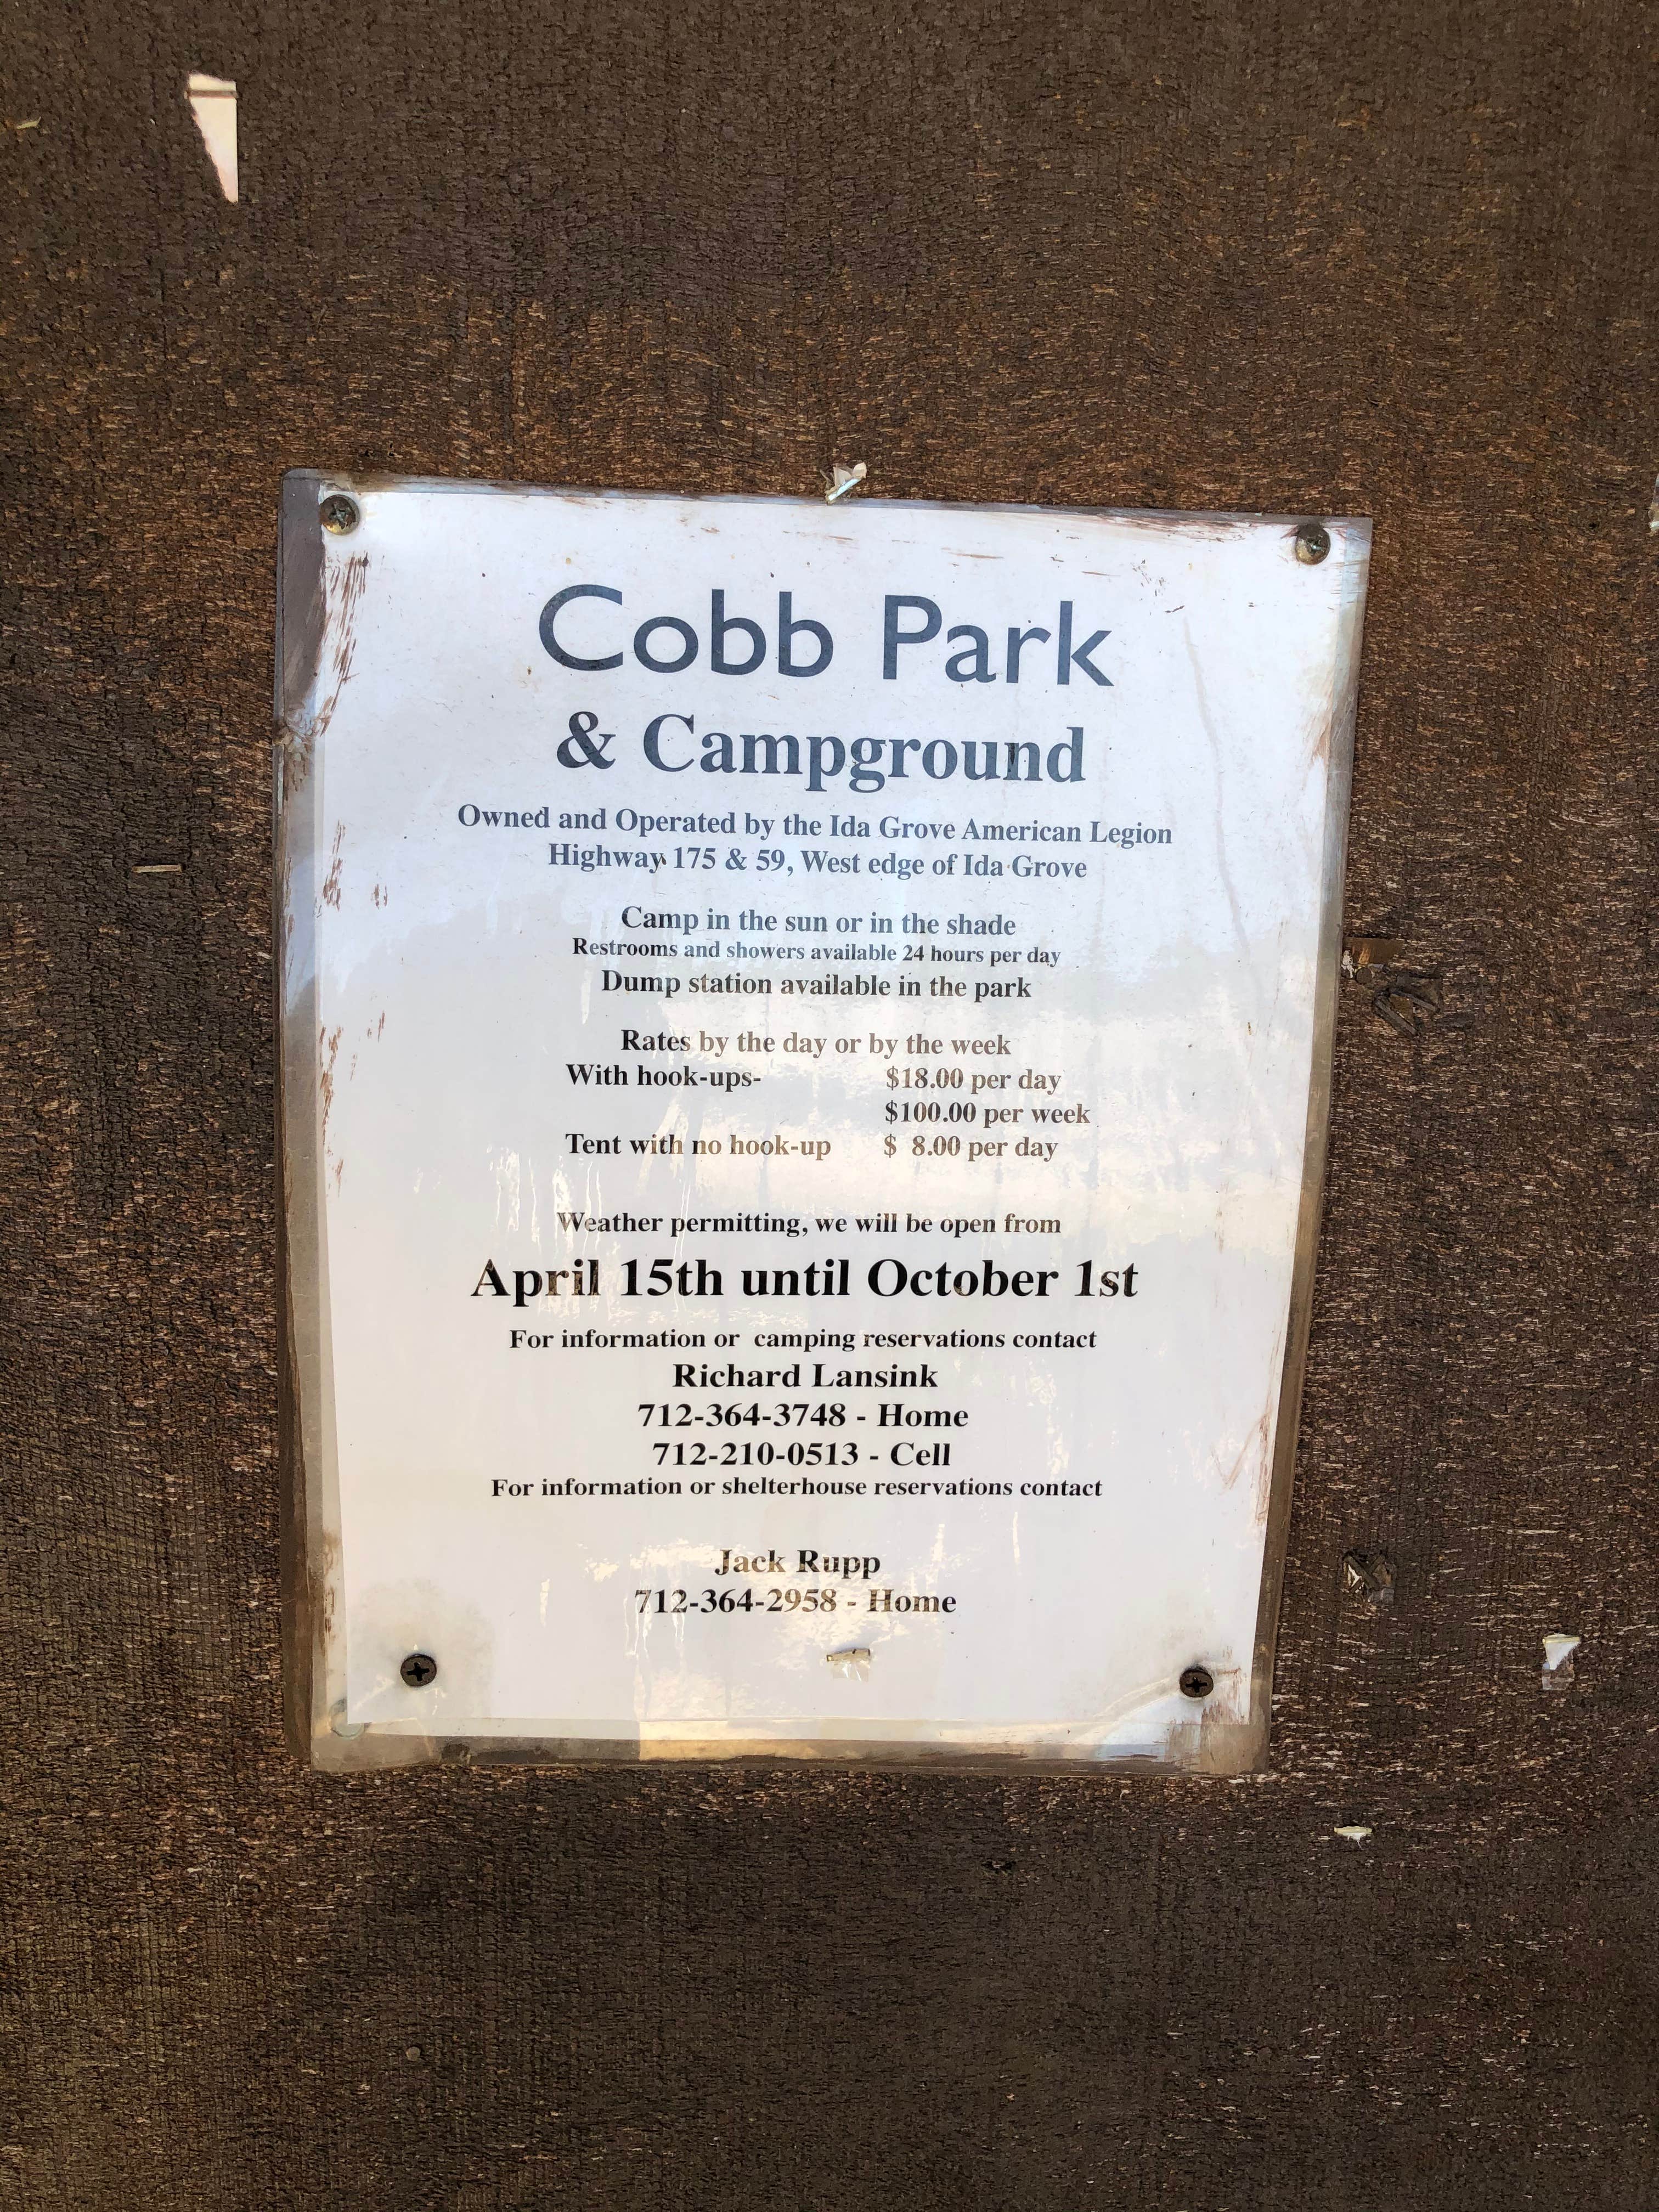 Cobb Park
& Campground
Owned and Operated by the Ida Grove American Legion
Highway 175 & 59, West edge of Ida Grove
Camp in the sun or in the shade
Restrooms and showers available 24 hours per day
Dump station available in the park
Rates by the day or by the week
With hook-ups- $18.00 per day
$100.00 per week
Tent with no hook-up $ 8.00 per day
Weather permitting, we will be open from
April 15th until October 1st
For information or camping reservations contact
Richard Lansink
712-364-3748 - Home
712-210-0513 - Cell
For information or shelterhouse reservations contact
Jack Rupp
712-364-2958 - Home